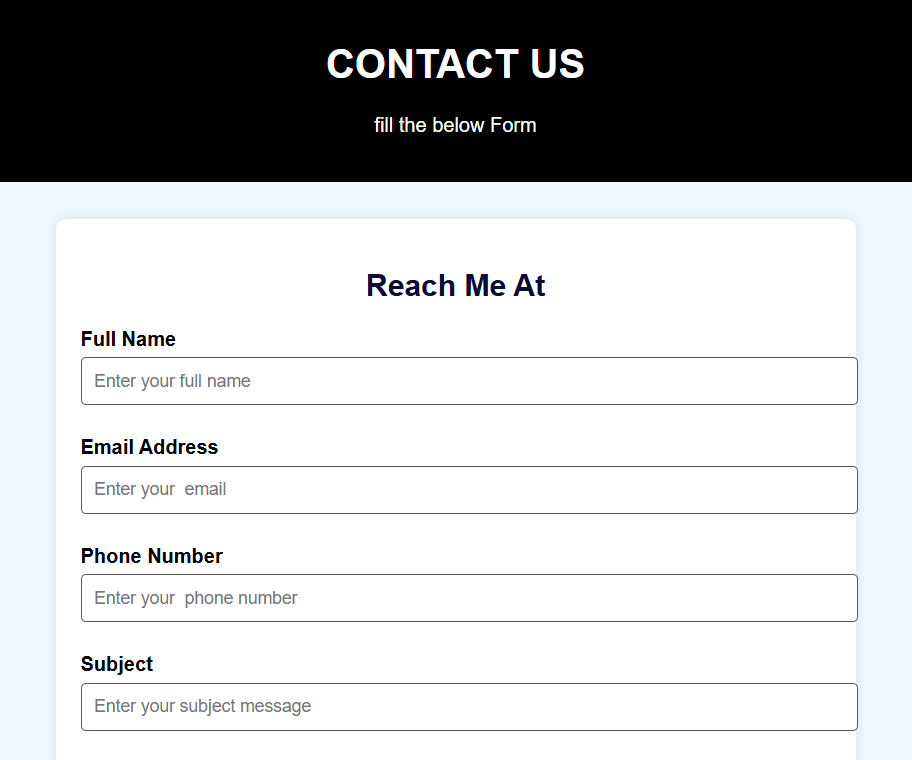 CONTACT US
fill the below Form
Reach Me At
Full Name
Enter your full name
Email Address
Enter your  email
Phone Number
Enter your  phone number
Subject
Enter your subject message